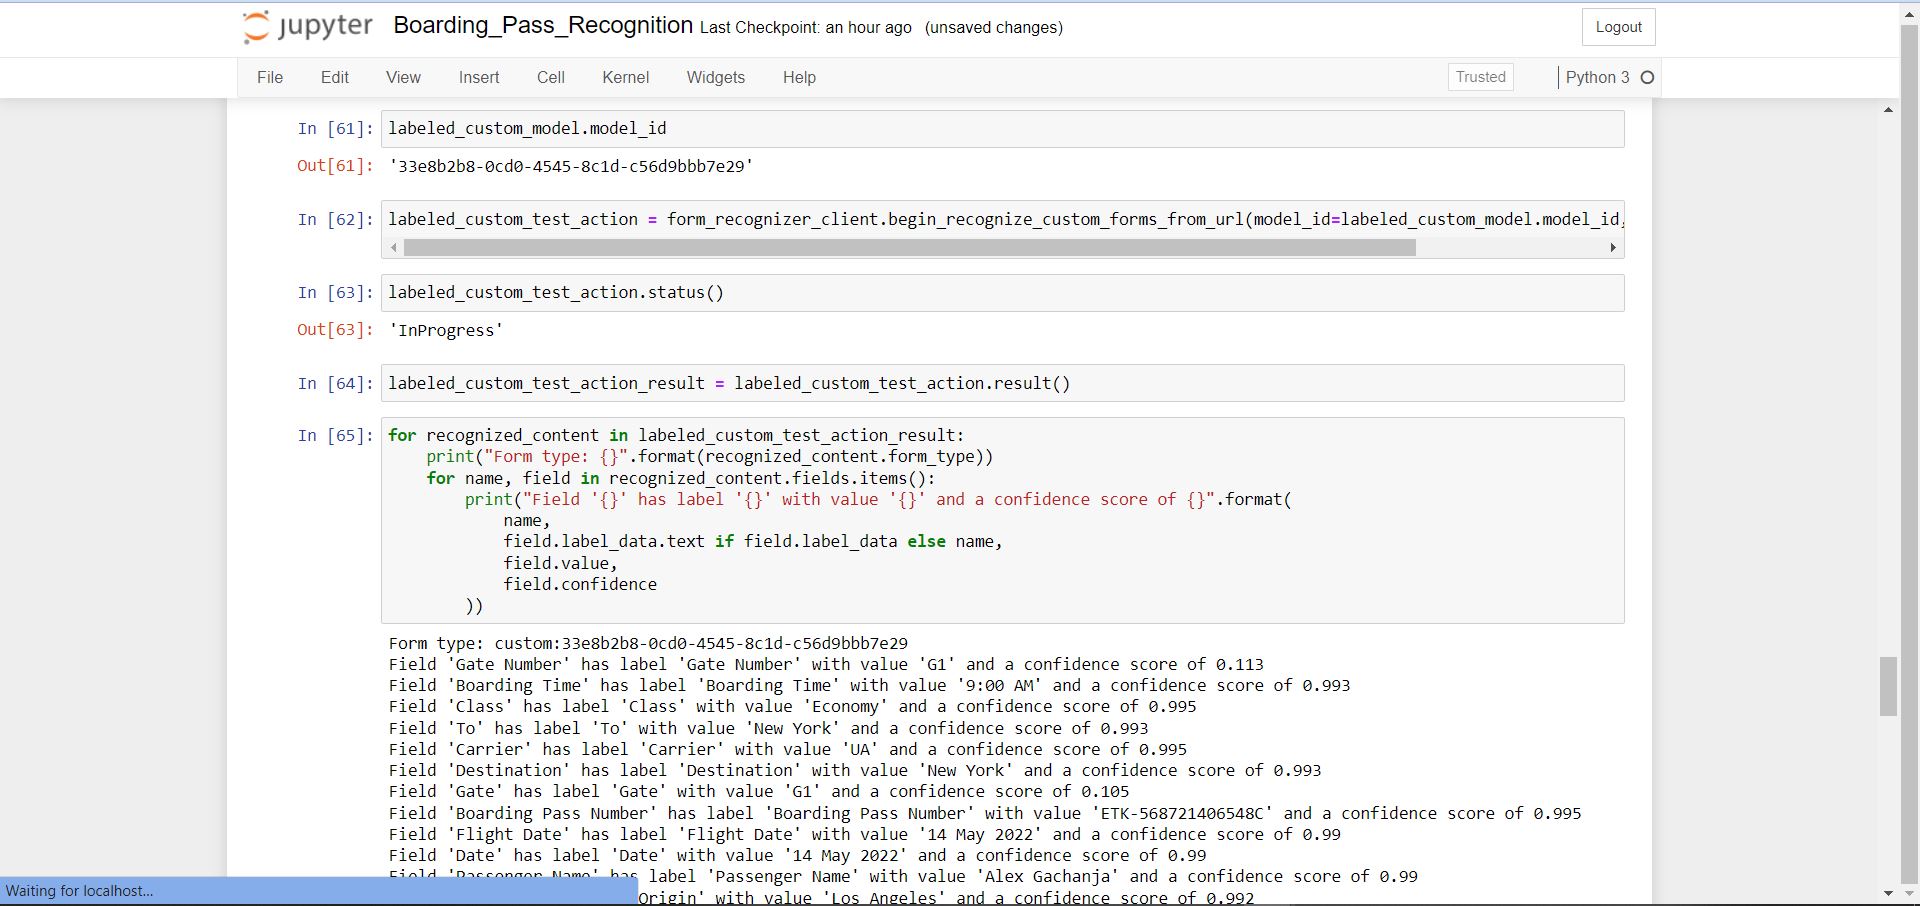 jupyter Boarding_Pass_Recognition Last Checkpoint: an hour ago (unsaved changes) Logout
File Edit View Insert Cell Kernel Widgets Help Trusted Python 3
In [61]: labeled_custom_model.model_id
Out[61]: '33e8b2b8-0cd0-4545-8c1d-c56d9bbb7e29'
In [62]: labeled_custom_test_action = form_recognizer_client.begin_recognize_custom_forms_from_url(model_id=labeled_custom_model.model_id,
In [63]: labeled_custom_test_action.status()
Out[63]: 'InProgress'
In [64]: labeled_custom_test_action_result = labeled_custom_test_action.result()
In [65]: for recognized_content in labeled_custom_test_action_result:
print("Form type: {}".format(recognized_content.form_type))
for name, field in recognized_content.fields.items():
print("Field '{}' has label '{}' with value '{}' and a confidence score of {}".format(
name,
field.label_data.text if field.label_data else name,
field.value,
field.confidence
))
Form type: custom:33e8b2b8-0cd0-4545-8c1d-c56d9bbb7e29
Field 'Gate Number' has label 'Gate Number' with value 'G1' and a confidence score of 0.113
Field 'Boarding Time' has label 'Boarding Time' with value '9:00 AM' and a confidence score of 0.993
Field 'Class' has label 'Class' with value 'Economy' and a confidence score of 0.995
Field 'To' has label 'To' with value 'New York' and a confidence score of 0.993
Field 'Carrier' has label 'Carrier' with value 'UA' and a confidence score of 0.995
Field 'Destination' has label 'Destination' with value 'New York' and a confidence score of 0.993
Field 'Gate' has label 'Gate' with value 'G1' and a confidence score of 0.105
Field 'Boarding Pass Number' has label 'Boarding Pass Number' with value 'ETK-568721406548C' and a confidence score of 0.995
Field 'Flight Date' has label 'Flight Date' with value '14 May 2022' and a confidence score of 0.99
Field 'Date' has label 'Date' with value '14 May 2022' and a confidence score of 0.99
Field 'Passenger Name' has label 'Passenger Name' with value 'Alex Gachanja' and a confidence score of 0.99
Origin' with value 'Los Angeles' and a confidence score of 0.992
Waiting for localhost...